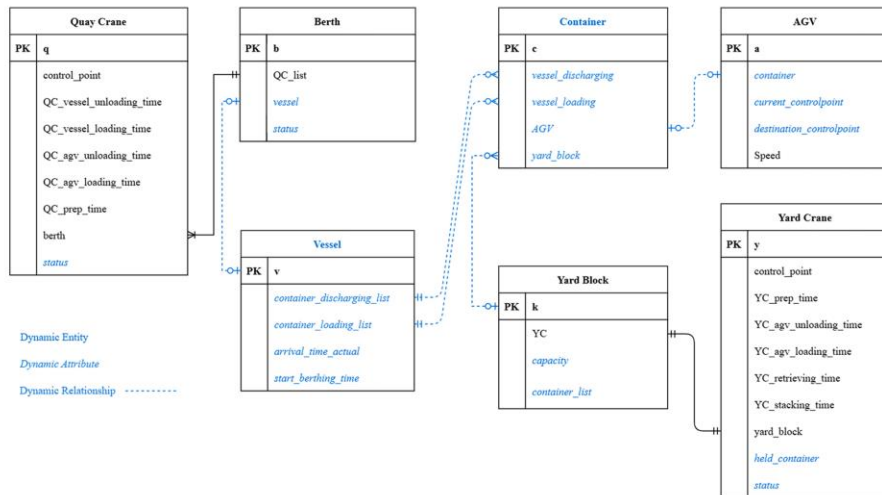 Quay Crane
PK q
control_point
QC_vessel_unloading_time
QC_vessel_loading_time
QC_agv_unloading_time
QC_agv_loading_time
QC_prep_time
berth
status
Berth
PK b
QC_list
vessel
status
Vessel
PK v
container_discharging_list
container_loading_list
arrival_time_actual
start_berthing_time
Container
PK c
vessel_discharging
vessel_loading
AGV
yard_block
Yard Block
PK k
YC
capacity
container_list
AGV
PK a
container
current_controlpoint
destination_controlpoint
Speed
Yard Crane
PK y
control_point
YC_prep_time
YC_agv_unloading_time
YC_agv_loading_time
YC_retrieving_time
YC_stacking_time
yard_block
held_container
status
Dynamic Entity
Dynamic Attribute
Dynamic Relationship